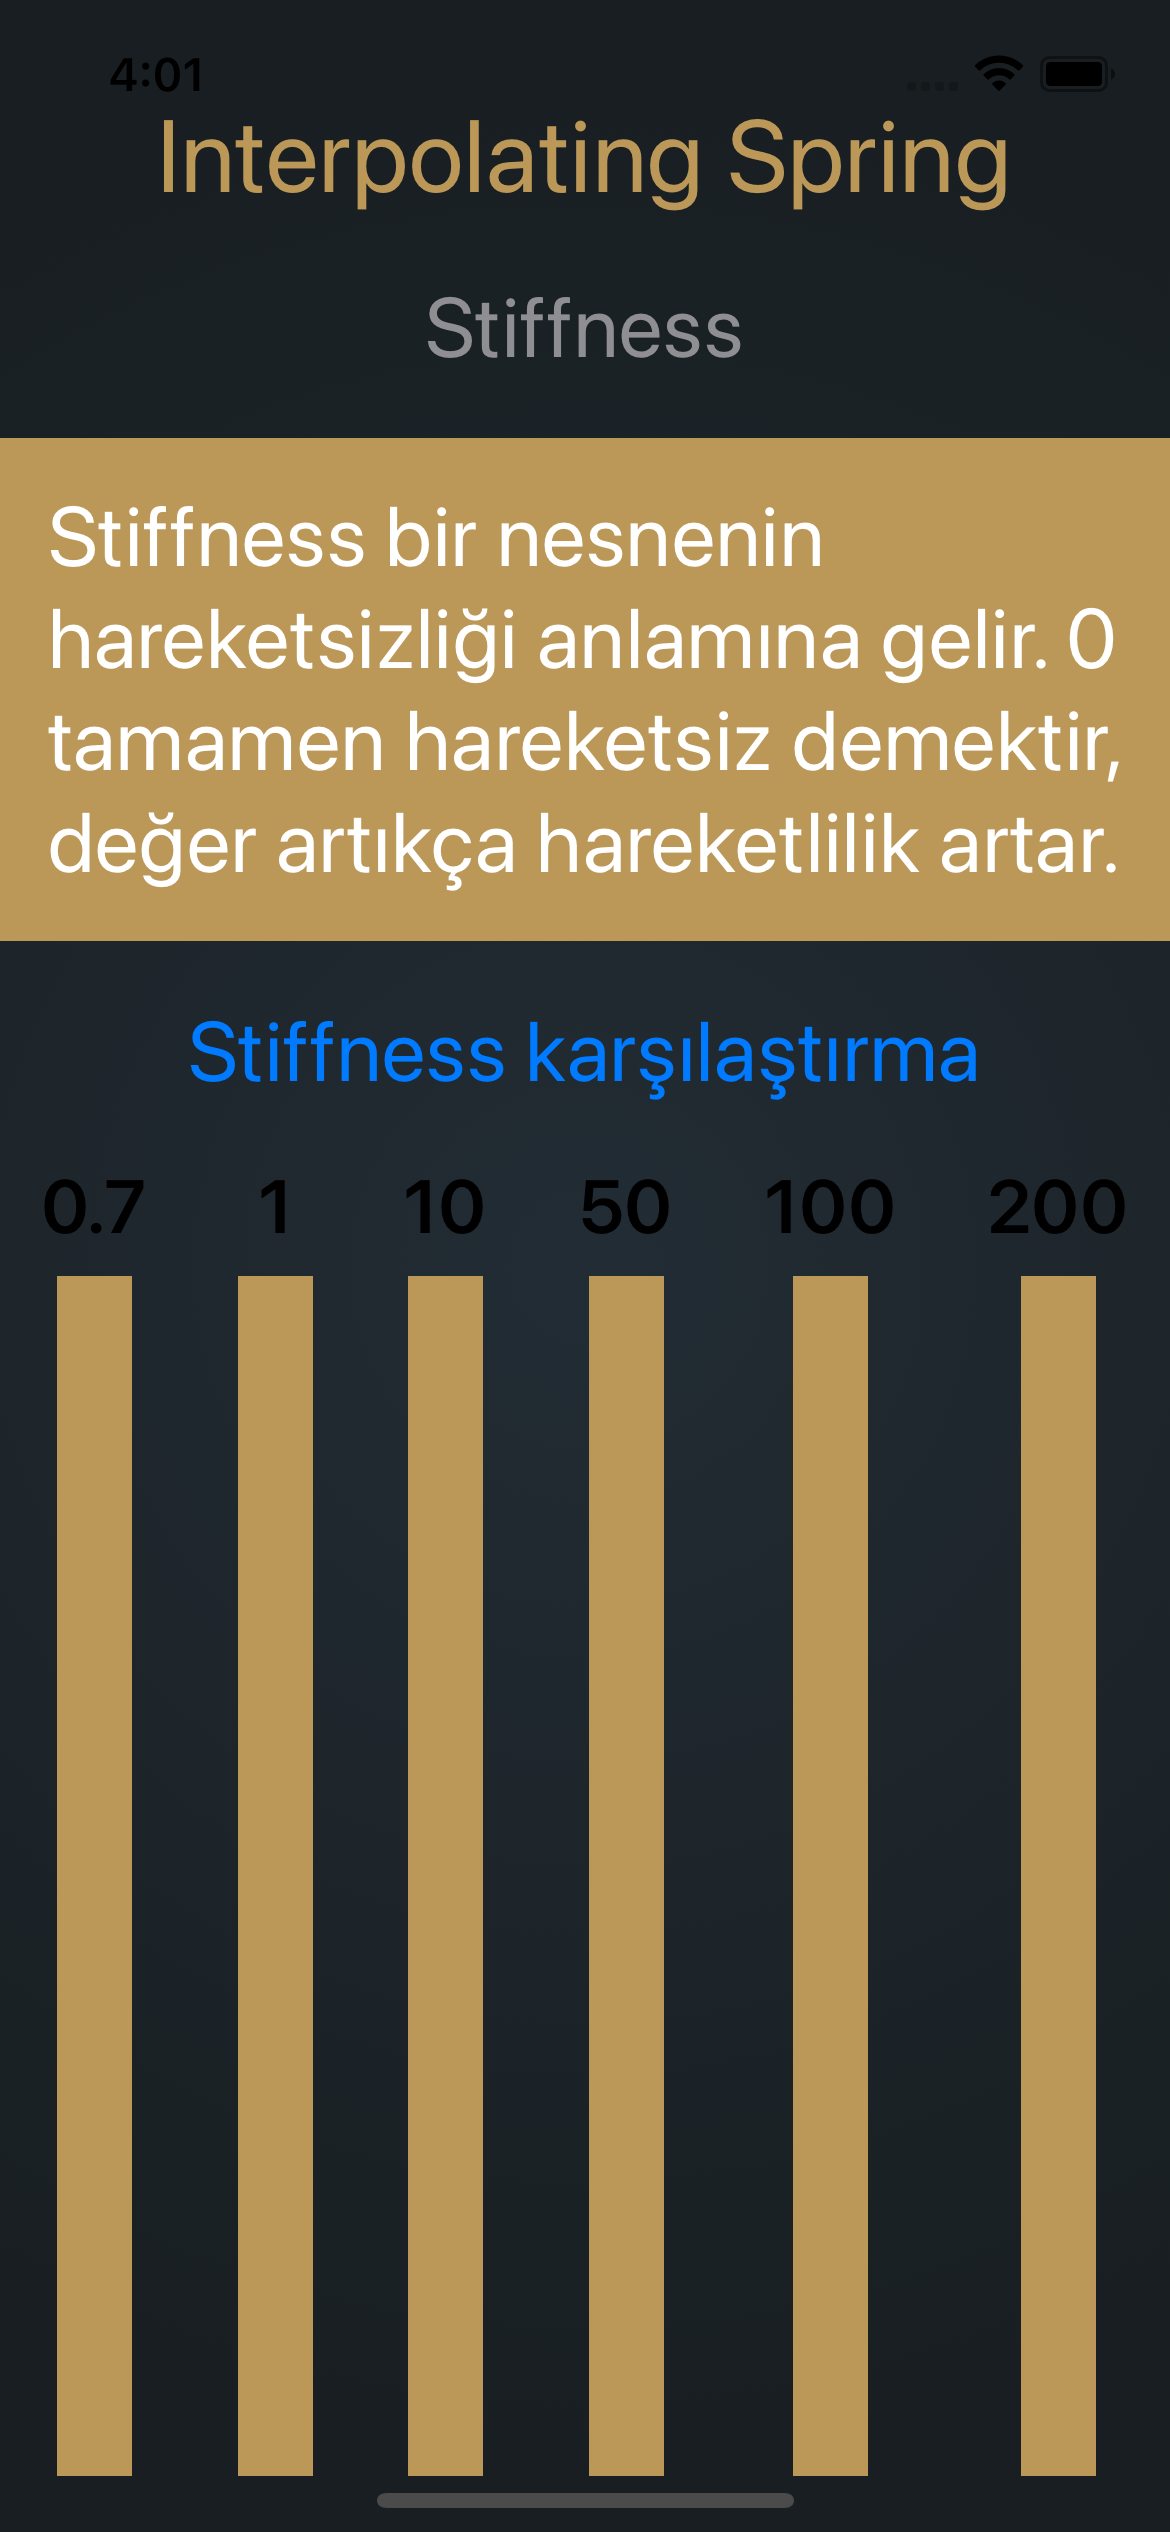 4:01
Interpolating Spring
Stiffness
Stiffness bir nesnenin
hareketsizliği anlamına gelir. 0
tamamen hareketsiz demektir,
değer artıkça hareketlilik artar.
Stiffness karşılaştırma
0.7 1 10 50 100 200